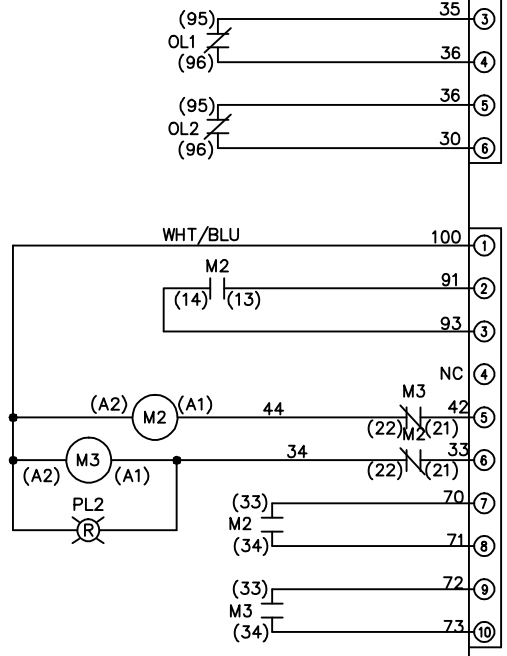 (95) 35 3
OL1
(96) 36 4
(95) 36 5
OL2
(96) 30 6
WHT/BLU 100 1
M2
91 2
(14) (13)
93 3
NC 4
M3
(A2) M2 (A1) 44 42 5
(22) (21)
M2
(A2) M3 (A1) 34 33 6
(22) (21)
PL2
R
(33) 70 7
M2
(34) 71 8
(33) 72 9
M3
(34) 73 10